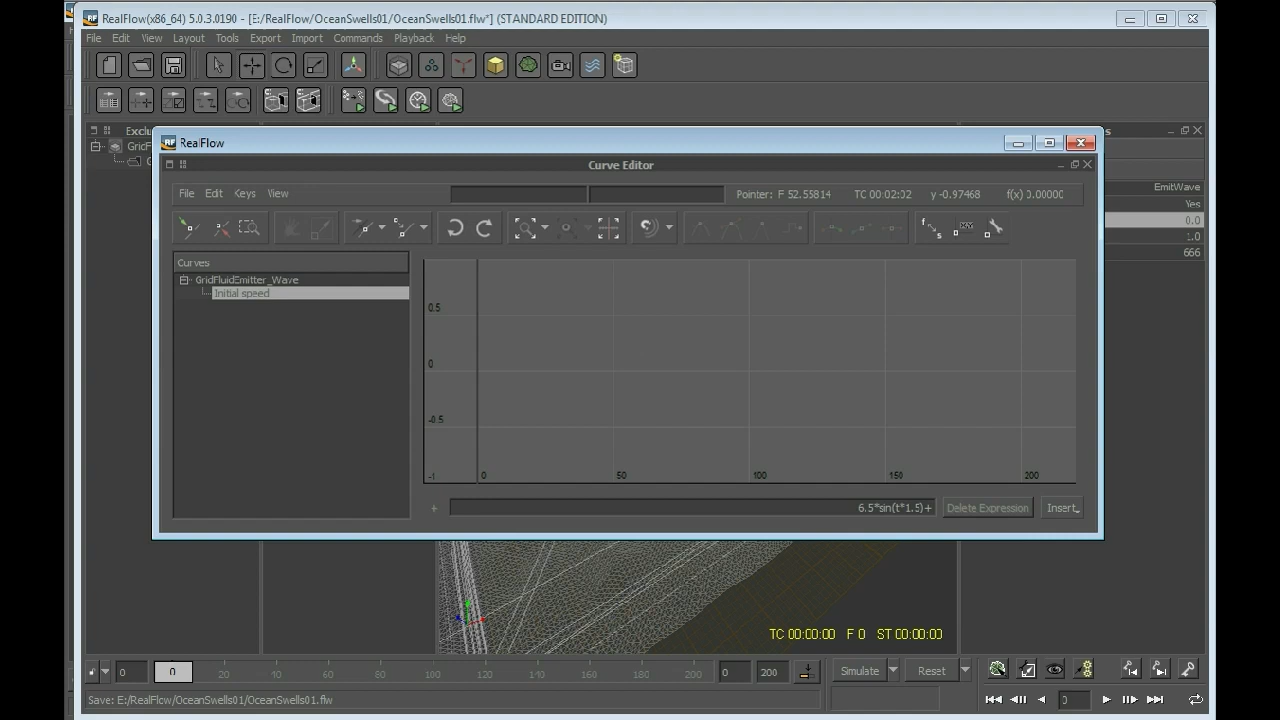 RealFlow(x86_64) 5.0.3.0190 - [E:/RealFlow/OceanSwells01/OceanSwells01.flw*] (STANDARD EDITION)
File Edit View Layout Tools Export Import Commands Playback Help
Exclu
GridF
RealFlow
Curve Editor
File Edit Keys View
Pointer: F 52.55814 TC 00:02:02 y -0.97468 f(x) 0.00000
EmitWave
Yes
0.0
1.0
666
Curves
GridFluidEmitter_Wave
Initial speed
0.5
0
-0.5
-1
0 50 100 150 200
+ 6.5*sin(t*1.5)+ Delete Expression Insert
TC 00:00:00 F 0 ST 00:00:00
0 0 20 40 60 80 100 120 140 160 180 200 0 200 Simulate Reset
Save: E:/RealFlow/OceanSwells01/OceanSwells01.flw
0